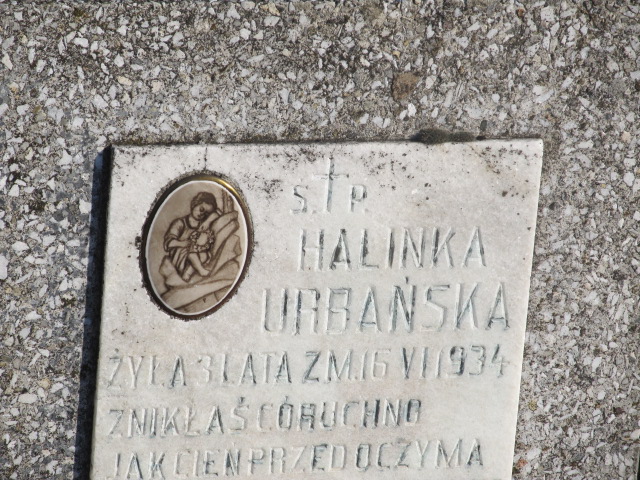 Ś.†P.
HALINKA
URBAŃSKA
ŻYŁA 3 LATA ZM. 16 VII 1934
ZNIKŁAŚ CÓRUCHNO
JAK CIEŃ PRZED OCZYMA